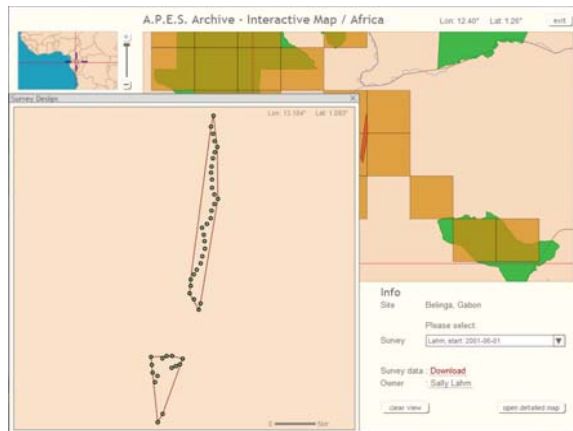 A.P.E.S. Archive - Interactive Map / Africa
Lon: 12.40° Lat: 1.26°
exit
Survey Design
Lon: 13.184° Lat: 1.083°
Info
Site Belinga, Gabon
Please select:
Survey Lahm, start: 2001-06-01
Survey data : Download
Owner : Sally Lahm
clear view
open detailed map
0